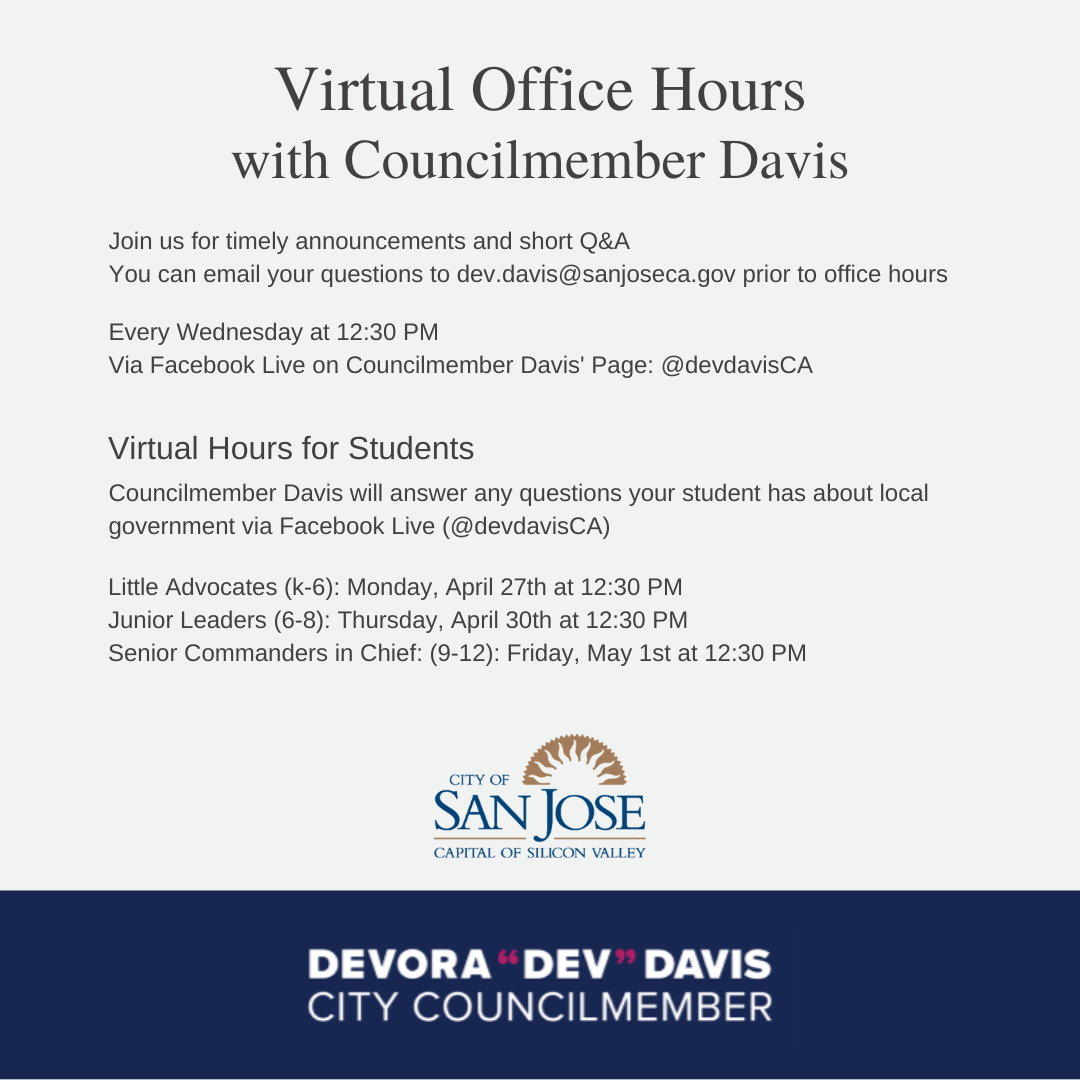 Virtual Office Hours
with Councilmember Davis
Join us for timely announcements and short Q&A
You can email your questions to dev.davis@sanjoseca.gov prior to office hours
Every Wednesday at 12:30 PM
Via Facebook Live on Councilmember Davis' Page: @devdavisCA
Virtual Hours for Students
Councilmember Davis will answer any questions your student has about local
government via Facebook Live (@devdavisCA)
Little Advocates (k-6): Monday, April 27th at 12:30 PM
Junior Leaders (6-8): Thursday, April 30th at 12:30 PM
Senior Commanders in Chief: (9-12): Friday, May 1st at 12:30 PM
CITY OF
SAN JOSE
CAPITAL OF SILICON VALLEY
DEVORA “DEV” DAVIS
CITY COUNCILMEMBER